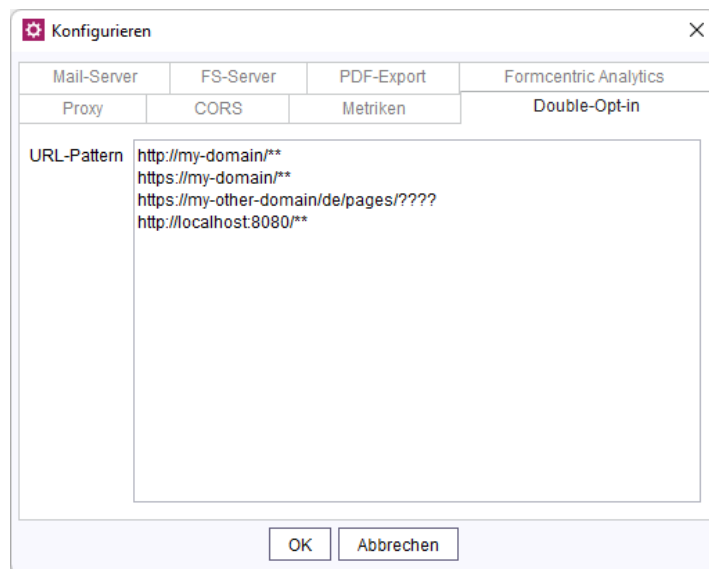 Konfigurieren
Mail-Server FS-Server PDF-Export Formcentric Analytics
Proxy CORS Metriken Double-Opt-in
URL-Pattern http://my-domain/**
https://my-domain/**
https://my-other-domain/de/pages/????
http://localhost:8080/**
OK Abbrechen